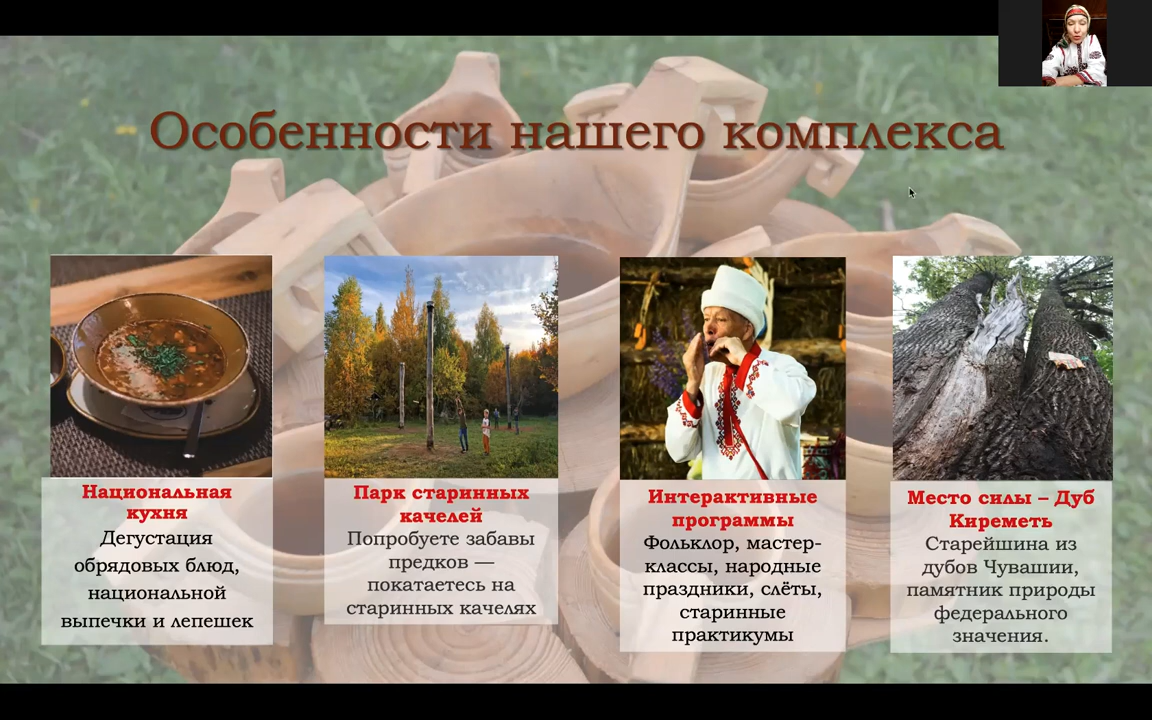 Особенности нашего комплекса
Национальная
кухня
Дегустация
обрядовых блюд,
национальной
выпечки и лепешек
Парк старинных
качелей
Попробуете забавы
предков —
покатаетесь на
старинных качелях
Интерактивные
программы
Фольклор, мастер-
классы, народные
праздники, слёты,
старинные
практикумы
Место силы – Дуб
Киреметь
Старейшина из
дубов Чувашии,
памятник природы
федерального
значения.